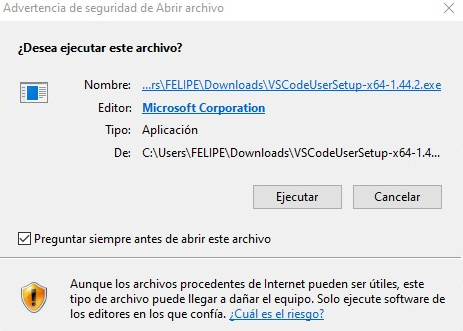 Advertencia de seguridad de Abrir archivo
¿Desea ejecutar este archivo?
Nombre: ...rs\FELIPE\Downloads\VSCodeUserSetup-x64-1.44.2.exe
Editor: Microsoft Corporation
Tipo: Aplicación
De: C:\Users\FELIPE\Downloads\VSCodeUserSetup-x64-1.4...
Ejecutar Cancelar
Preguntar siempre antes de abrir este archivo
Aunque los archivos procedentes de Internet pueden ser útiles, este
tipo de archivo puede llegar a dañar el equipo. Solo ejecute software de
los editores en los que confía. ¿Cuál es el riesgo?